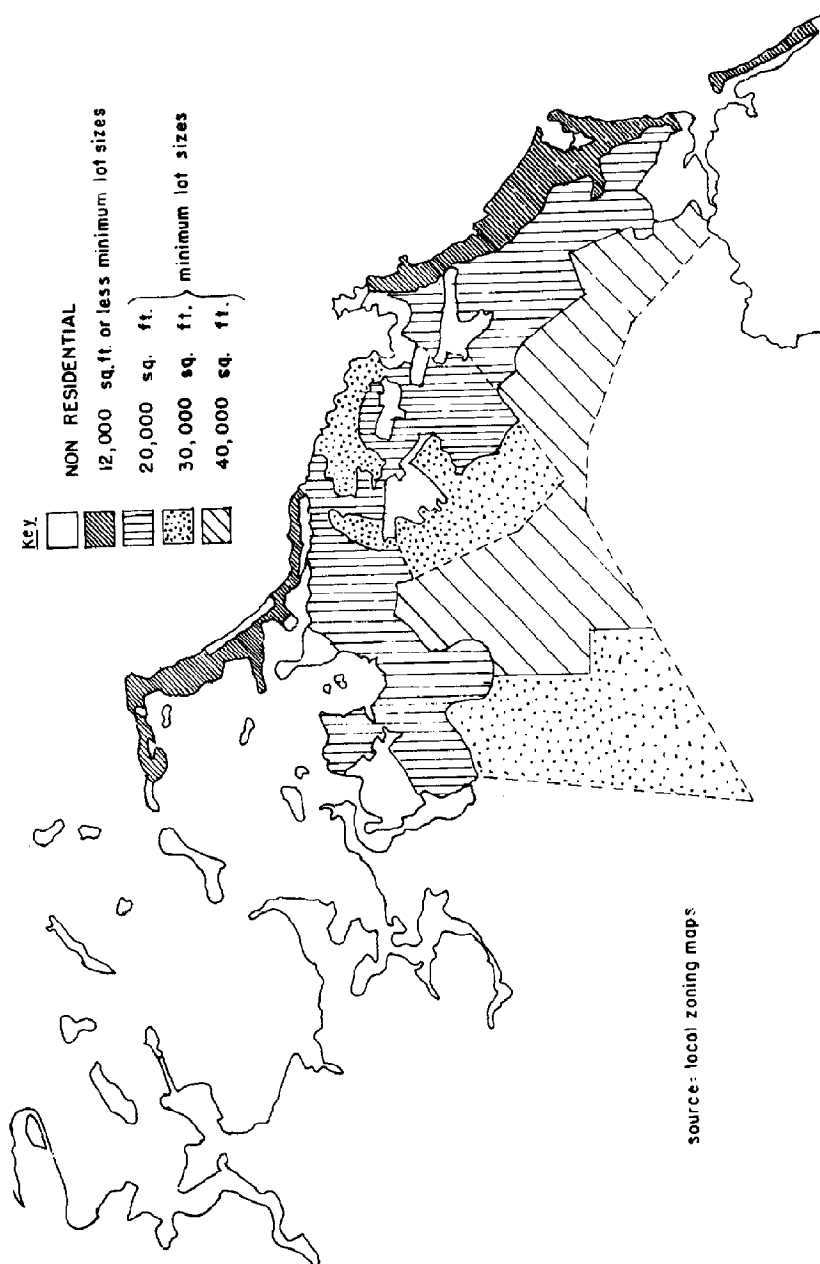 Key
NON RESIDENTIAL
12,000 sq.ft. or less minimum lot sizes
20,000 sq. ft.
30,000 sq. ft. minimum lot sizes
40,000 sq. ft.
source: local zoning maps